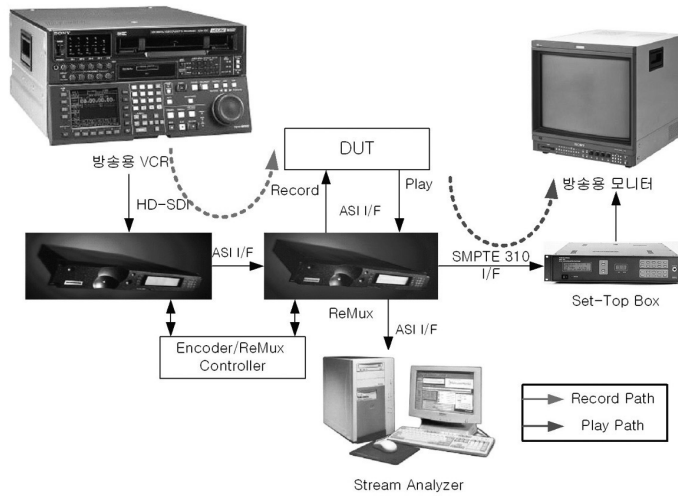 SONY
방송용 VCR
HD-SDI
DUT
Record
Play
ASI I/F
방송용 모니터
ASI I/F
SMPTE 310
I/F
Set-Top Box
ReMux
ASI I/F
Encoder/ReMux
Controller
Record Path
Play Path
Stream Analyzer